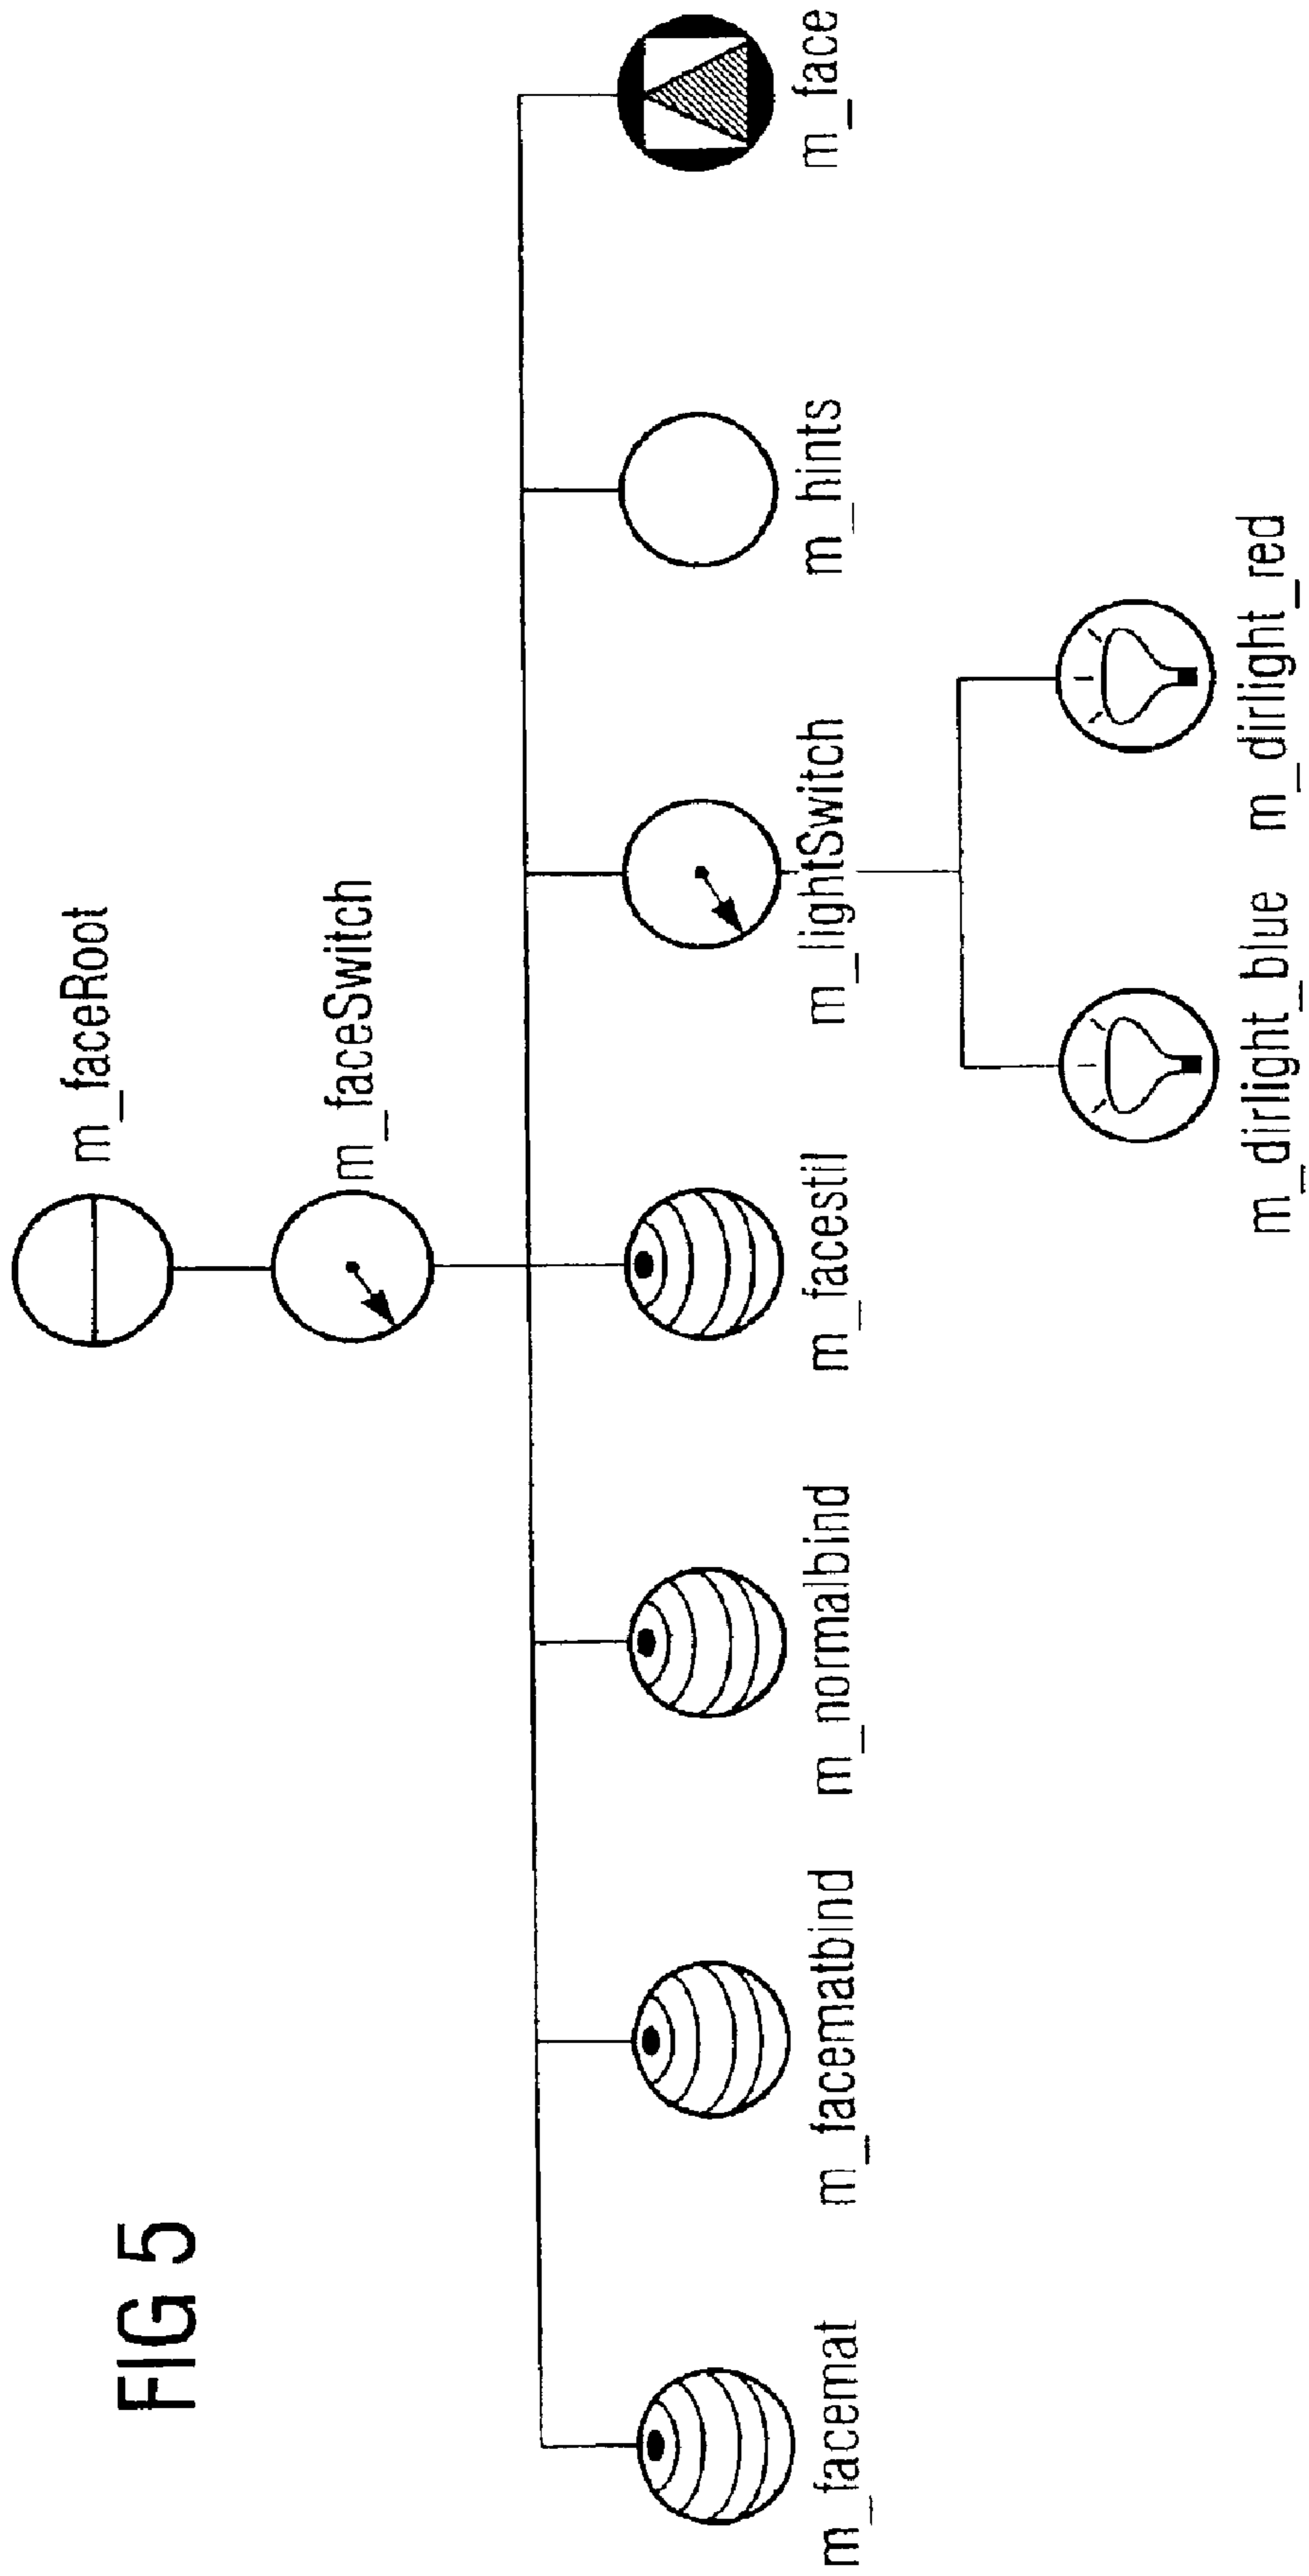 FIG 5
m_faceRoot
m_faceSwitch
m_facemat
m_facematbind
m_normalbind
m_facestil
m_lightSwitch
m_hints
m_face
m_dirlight_blue
m_dirlight_red